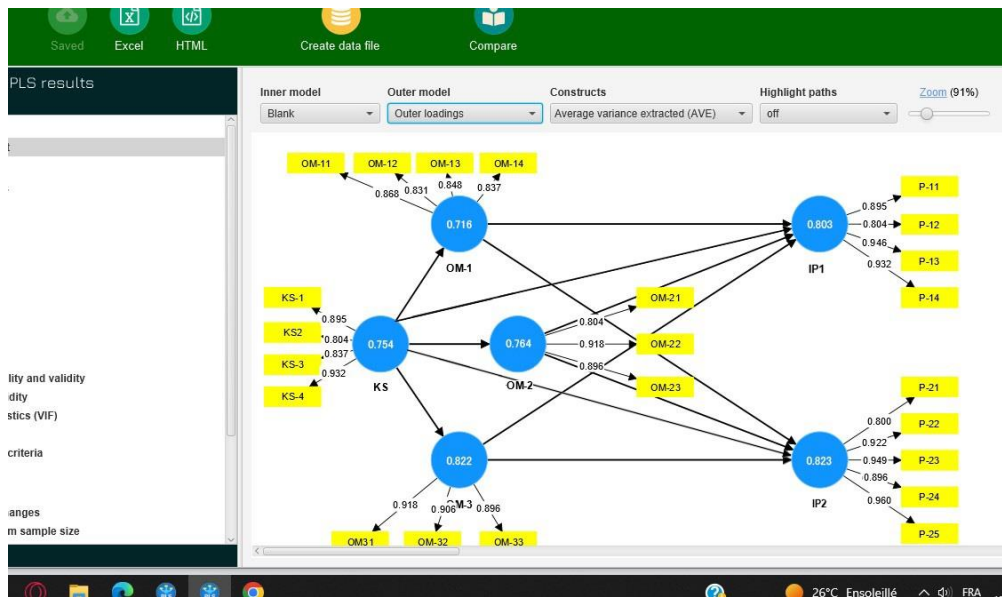 Saved Excel HTML Create data file Compare
PLS results
Inner model Outer model Constructs Highlight paths Zoom (91%)
Blank Outer loadings Average variance extracted (AVE) off
OM-11 OM-12 OM-13 OM-14
0.868 0.831 0.848 0.837
0.716
OM-1
KS-1
KS2
KS-3
KS-4
0.895
0.804
0.837
0.932
0.754
KS
0.764
OM-2
OM-21
OM-22
OM-23
0.804
0.918
0.896
0.822
OM-3
0.918 0.906 0.896
OM31 OM-32 OM-33
0.803
IP1
0.895
0.804
0.946
0.932
P-11
P-12
P-13
P-14
0.823
IP2
0.800
0.922
0.949
0.896
0.960
P-21
P-22
P-23
P-24
P-25
lity and validity
idity
stics (VIF)
criteria
anges
m sample size
26°C Ensoleillé FRA